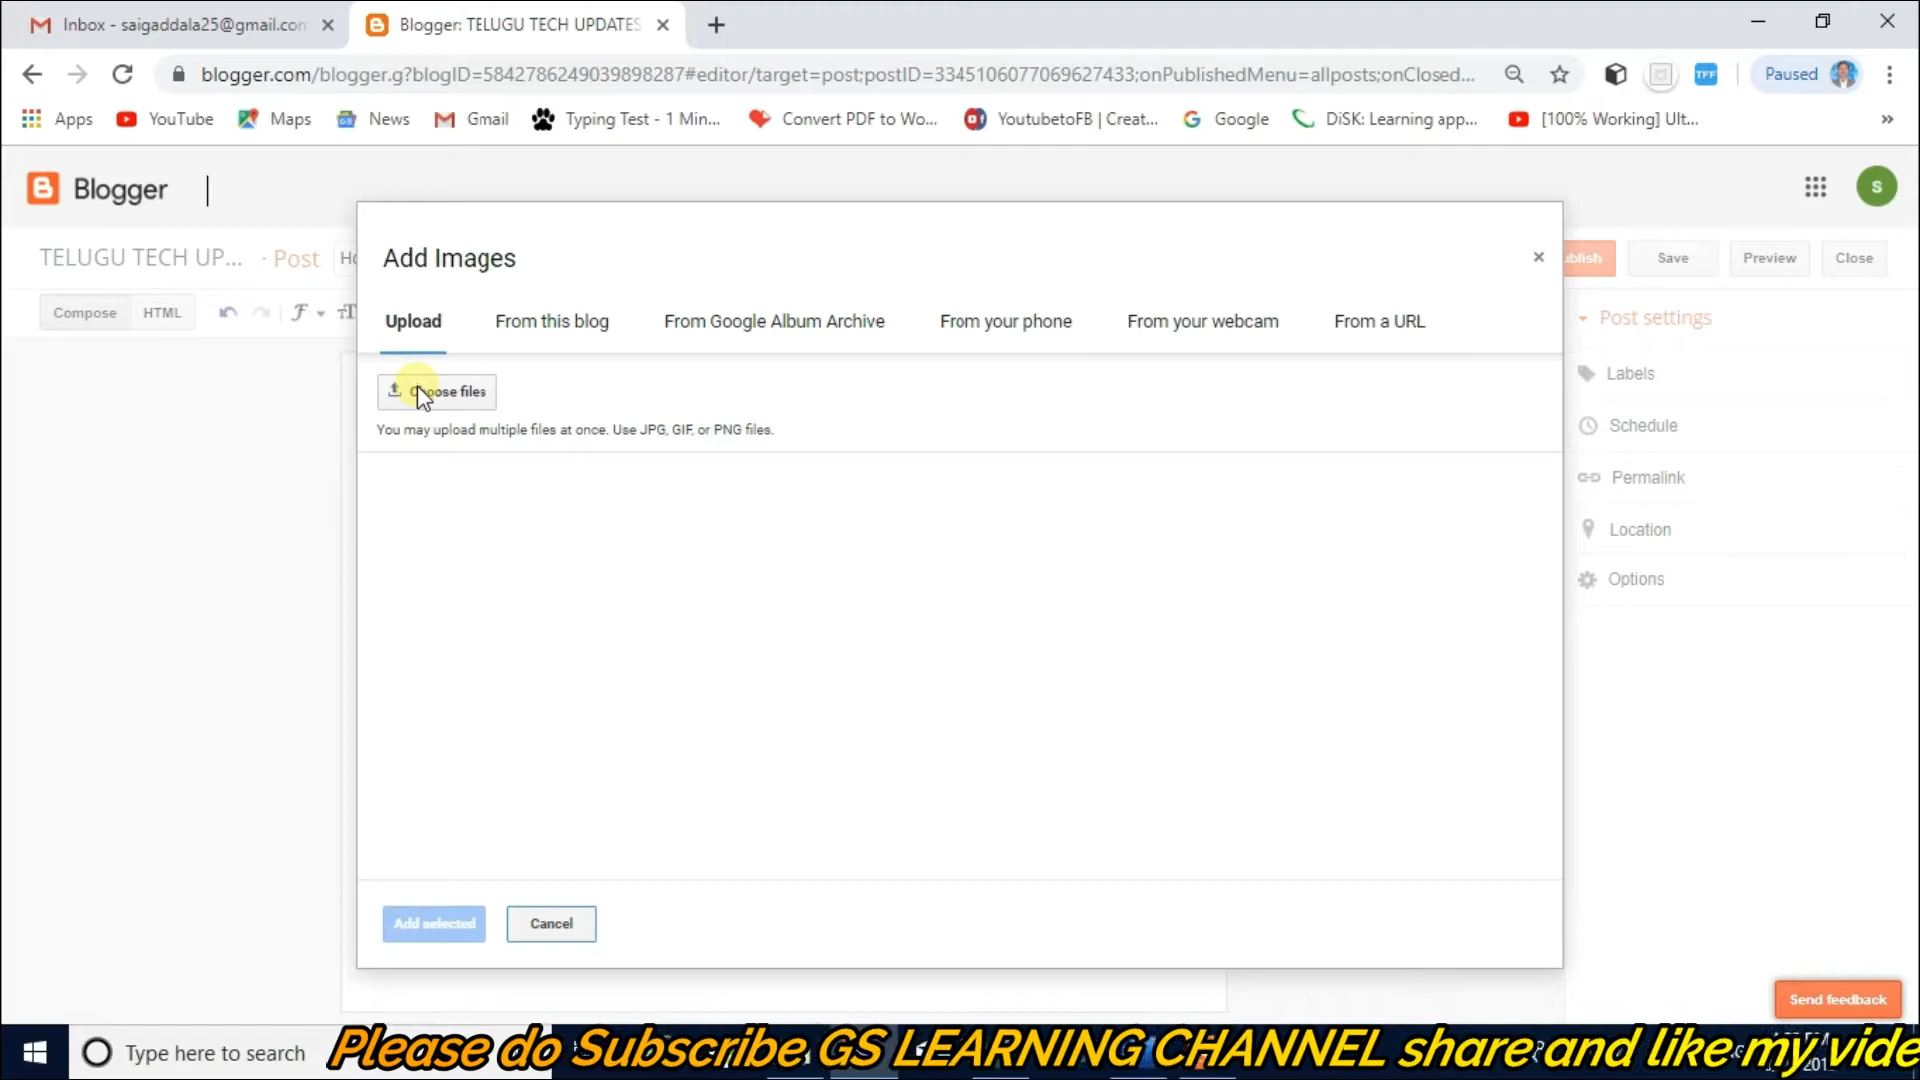 Inbox - saigaddala25@gmail.com
Blogger: TELUGU TECH UPDATES
blogger.com/blogger.g?blogID=5842786249039898287#editor/target=post;postID=3345106077069627433;onPublishedMenu=allposts;onClosed...
TFF
Paused
Apps
YouTube
Maps
News
Gmail
Typing Test - 1 Min...
Convert PDF to Wo...
YoutubetoFB | Creat...
Google
DiSK: Learning app...
[100% Working] Ult...
»
Blogger
S
TELUGU TECH UP... · Post
Save
Preview
Close
Compose
HTML
Add Images
Upload
From this blog
From Google Album Archive
From your phone
From your webcam
From a URL
Choose files
You may upload multiple files at once. Use JPG, GIF, or PNG files.
Add selected
Cancel
Post settings
Labels
Schedule
Permalink
Location
Options
Send feedback
Type here to search
Please do Subscribe GS LEARNING CHANNEL share and like my vide